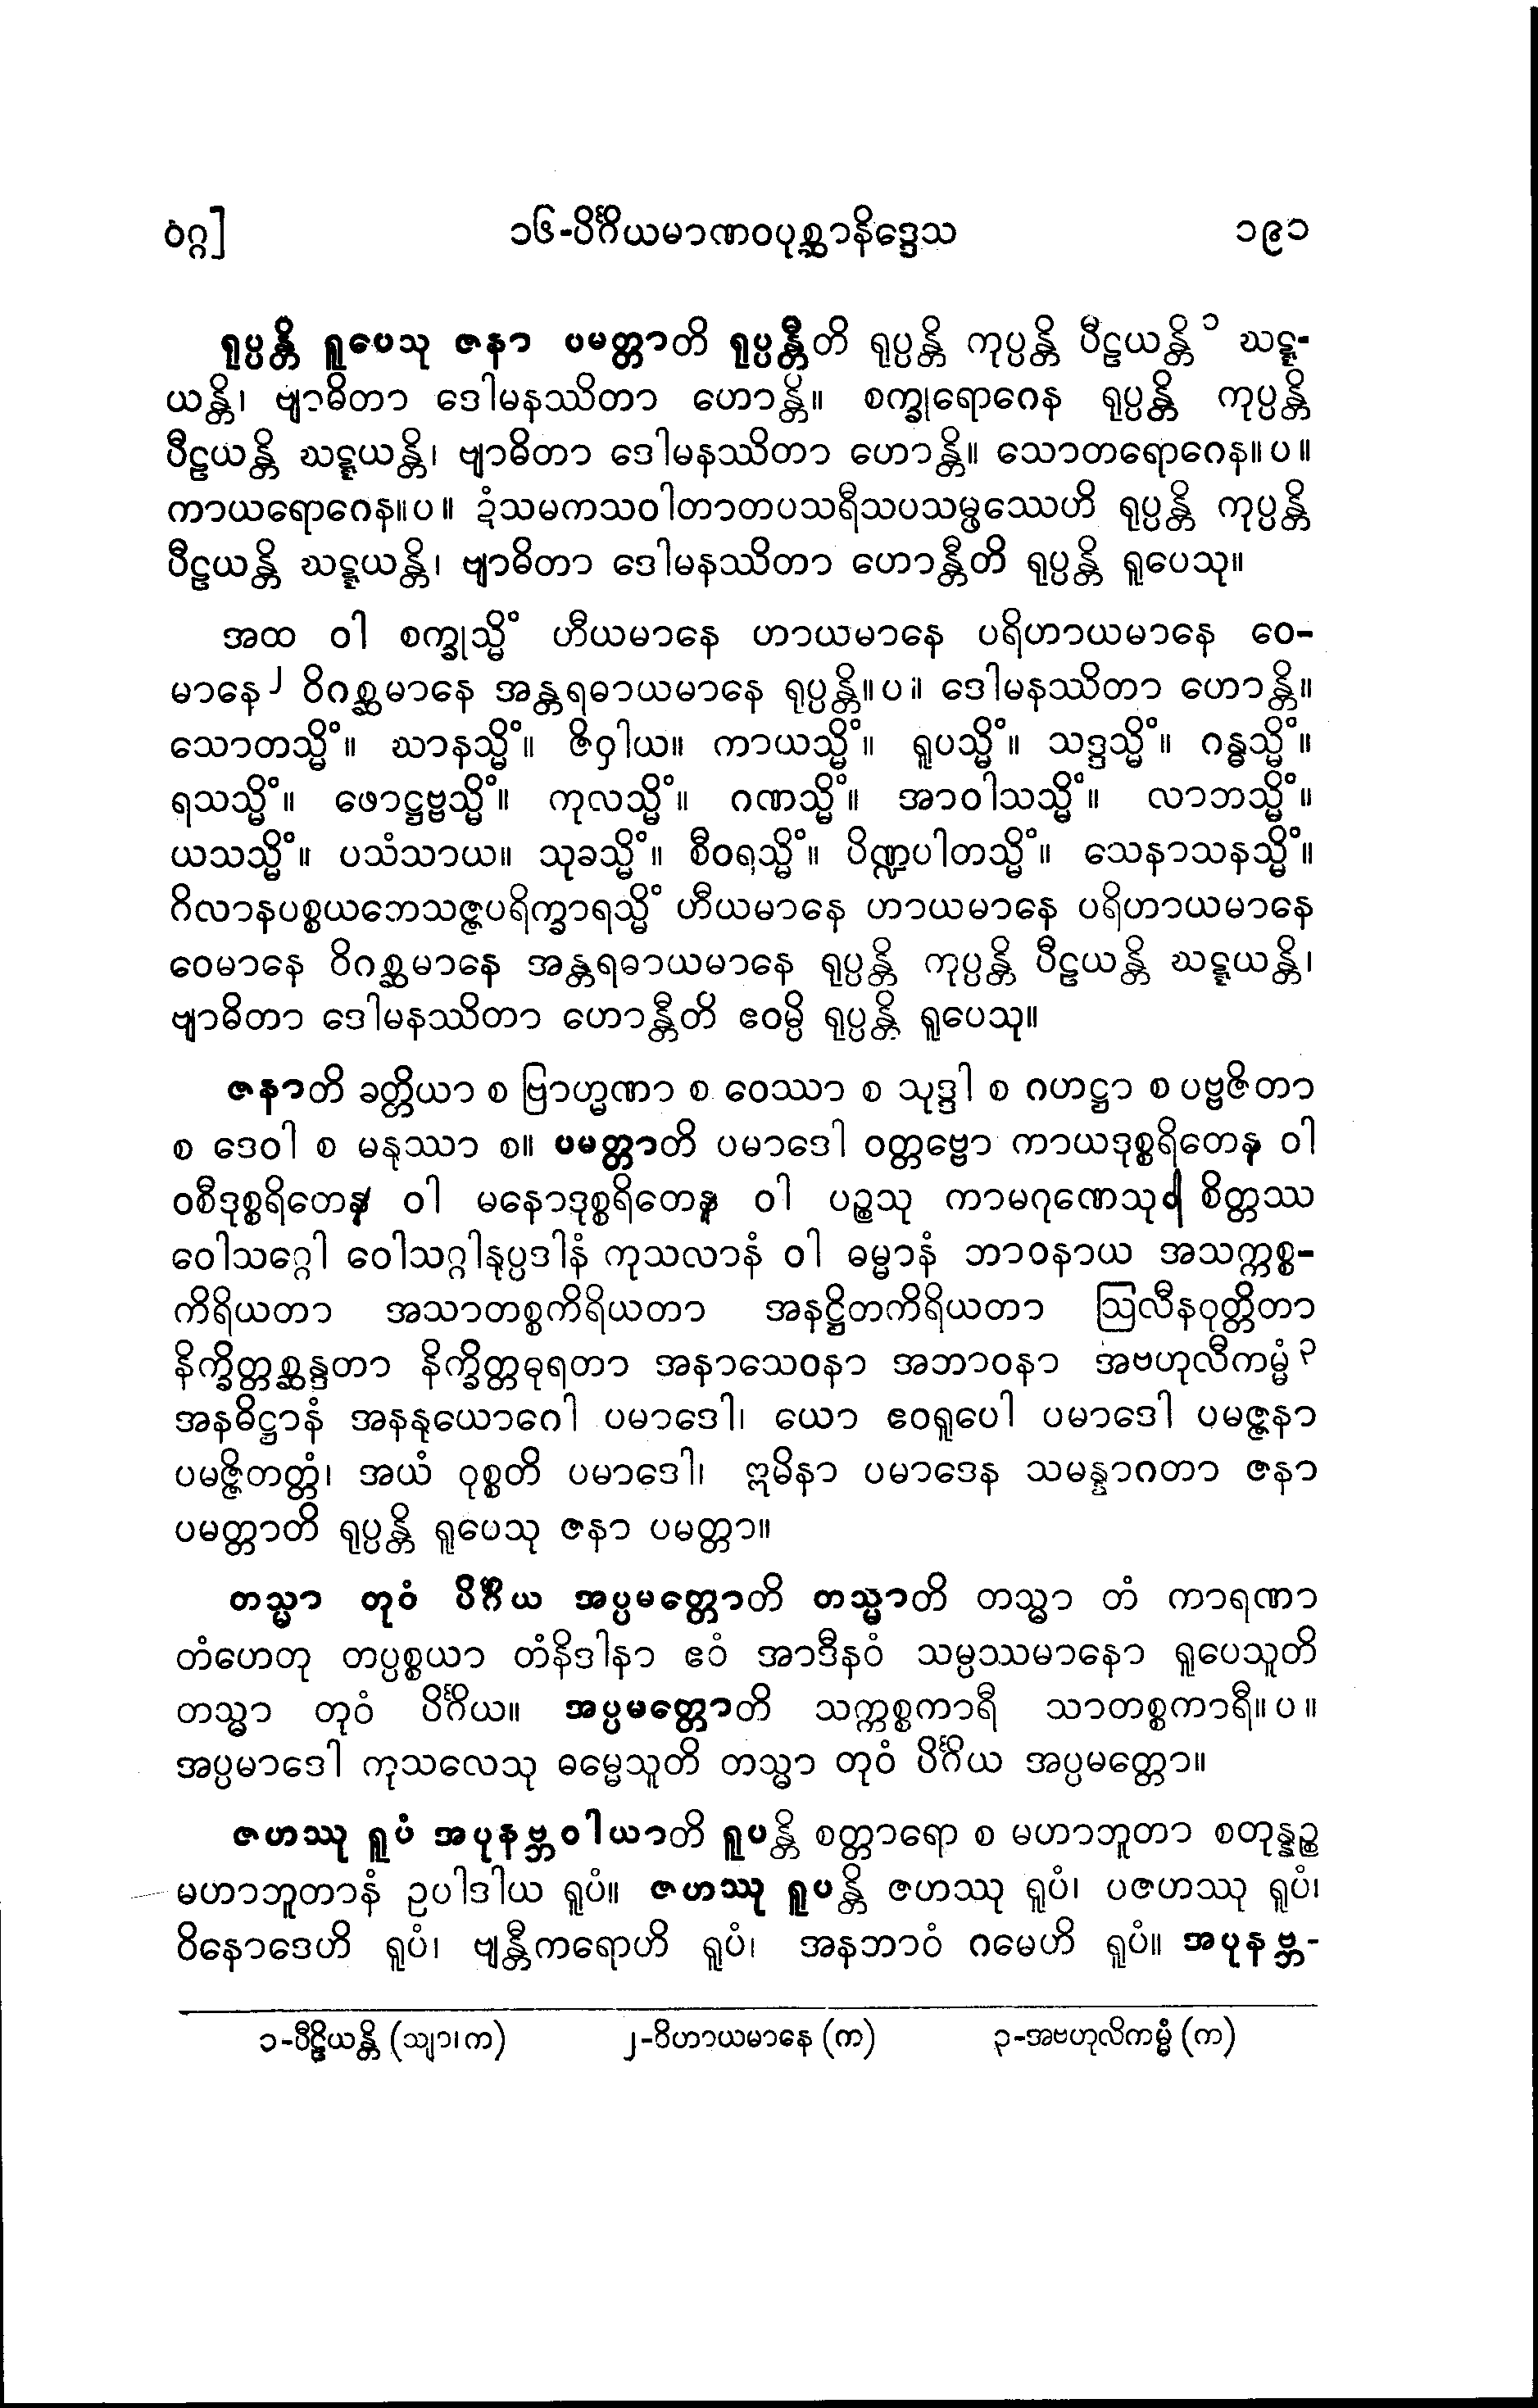 ဝဂ္ဂ] ၁၆-ပိင်္ဂိယမာဏဝပုစ္ဆာနိဒ္ဒေသ ၁၉၁
ရုပ္ပန္တိ ရူပေသု ဇနာ ပမတ္တာတိ ရုပ္ပန္တီတိ ရုပ္ပန္တိ ကုပ္ပန္တိ ပီဠယန္တိ ၁ ဃဋ္ဋ-
ယန္တိ၊ ဗျာဓိတာ ဒေါမနဿိတာ ဟောန္တိ။ စက္ခုရောဂေန ရုပ္ပန္တိ ကုပ္ပန္တိ
ပီဠယန္တိ ဃဋ္ဋယန္တိ၊ ဗျာဓိတာ ဒေါမနဿိတာ ဟောန္တိ။ သောတရောဂေန။ပ။
ကာယရောဂေန။ပ။ ဍံသမကသဝါတာတပသရီသပသမ္ဖဿေဟိ ရုပ္ပန္တိ ကုပ္ပန္တိ
ပီဠယန္တိ ဃဋ္ဋယန္တိ၊ ဗျာဓိတာ ဒေါမနဿိတာ ဟောန္တီတိ ရုပ္ပန္တိ ရူပေသု။
အထ ဝါ စက္ခုသ္မိံ ဟီယမာနေ ဟာယမာနေ ပရိဟာယမာနေ ဝေ-
မာနေ ၂ ဝိဂစ္ဆမာနေ အန္တရဓာယမာနေ ရုပ္ပန္တိ။ပ။ ဒေါမနဿိတာ ဟောန္တိ။
သောတသ္မိံ။ ဃာနသ္မိံ။ ဇိဝှါယ။ ကာယသ္မိံ။ ရူပသ္မိံ။ သဒ္ဒသ္မိံ။ ဂန္ဓသ္မိံ။
ရသသ္မိံ။ ဖောဋ္ဌဗ္ဗသ္မိံ။ ကုလသ္မိံ။ ဂဏသ္မိံ။ အာဝါသသ္မိံ။ လာဘသ္မိံ။
ယသသ္မိံ။ ပသံသာယ။ သုခသ္မိံ။ စီဝရသ္မိံ။ ပိဏ္ဍပါတသ္မိံ။ သေနာသနသ္မိံ။
ဂိလာနပစ္စယဘေသဇ္ဇပရိက္ခာရသ္မိံ ဟီယမာနေ ဟာယမာနေ ပရိဟာယမာနေ
ဝေမာနေ ဝိဂစ္ဆမာနေ အန္တရဓာယမာနေ ရုပ္ပန္တိ ကုပ္ပန္တိ ပီဠယန္တိ ဃဋ္ဋယန္တိ၊
ဗျာဓိတာ ဒေါမနဿိတာ ဟောန္တီတိ ဧဝမ္ပိ ရုပ္ပန္တိ ရူပေသု။
ဇနာတိ ခတ္တိယာ စ ဗြာဟ္မဏာ စ ဝေဿာ စ သုဒ္ဒါ စ ဂဟဋ္ဌာ စ ပဗ္ဗဇိတာ
စ ဒေဝါ စ မနုဿာ စ။ ပမတ္တာတိ ပမာဒေါ ဝတ္တဗ္ဗော ကာယဒုစ္စရိတေန ဝါ
ဝစီဒုစ္စရိတေန ဝါ မနောဒုစ္စရိတေန ဝါ ပဉ္စသု ကာမဂုဏေသု ဝါ စိတ္တဿ
ဝေါသဂ္ဂေါ ဝေါသဂ္ဂါနုပ္ပဒါနံ ကုသလာနံ ဝါ ဓမ္မာနံ ဘာဝနာယ အသက္ကစ္စ-
ကိရိယတာ အသာတစ္စကိရိယတာ အနဋ္ဌိတကိရိယတာ ဩလီနဝုတ္တိတာ
နိက္ခိတ္တစ္ဆန္ဒတာ နိက္ခိတ္တဓုရတာ အနာသေဝနာ အဘာဝနာ အဗဟုလီကမ္မံ ၃
အနဓိဋ္ဌာနံ အနနုယောဂေါ ပမာဒေါ၊ ယော ဧဝရူပေါ ပမာဒေါ ပမဇ္ဇနာ
ပမဇ္ဇိတတ္တံ၊ အယံ ဝုစ္စတိ ပမာဒေါ၊ ဣမိနာ ပမာဒေန သမန္နာဂတာ ဇနာ
ပမတ္တာတိ ရုပ္ပန္တိ ရူပေသု ဇနာ ပမတ္တာ။
တသ္မာ တုဝံ ပိင်္ဂိယ အပ္ပမတ္တောတိ တသ္မာတိ တသ္မာ တံ ကာရဏာ
တံဟေတု တပ္ပစ္စယာ တံနိဒါနာ ဧဝံ အာဒီနဝံ သမ္ပဿမာနော ရူပေသူတိ
တသ္မာ တုဝံ ပိင်္ဂိယ။ အပ္ပမတ္တောတိ သက္ကစ္စကာရီ သာတစ္စကာရီ။ပ။
အပ္ပမာဒေါ ကုသလေသု ဓမ္မေသူတိ တသ္မာ တုဝံ ပိင်္ဂိယ အပ္ပမတ္တော။
ဇဟဿု ရူပံ အပုနဗ္ဘဝါယာတိ ရူပန္တိ စတ္တာရော စ မဟာဘူတာ စတုန္နဉ္စ
မဟာဘူတာနံ ဥပါဒါယ ရူပံ။ ဇဟဿု ရူပန္တိ ဇဟဿု ရူပံ၊ ပဇဟဿု ရူပံ၊
ဝိနောဒေဟိ ရူပံ၊ ဗျန္တီကရောဟိ ရူပံ၊ အနဘာဝံ ဂမေဟိ ရူပံ။ အပုနဗ္ဘ-
၁-ပီဠိယန္တိ (သျာ၊က) ၂-ဝိဟာယမာနေ (က) ၃-အဗဟုလိကမ္မံ (က)